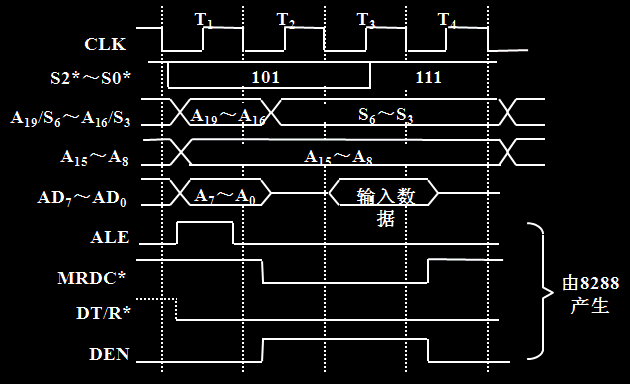 T1 T2 T3 T4
CLK
S2*～S0* 101 111
A19/S6～A16/S3 A19～A16 S6～S3
A15～A8 A15～A8
AD7～AD0 A7～A0 输入数
据
ALE
MRDC*
由8288
产生
DT/R*
DEN